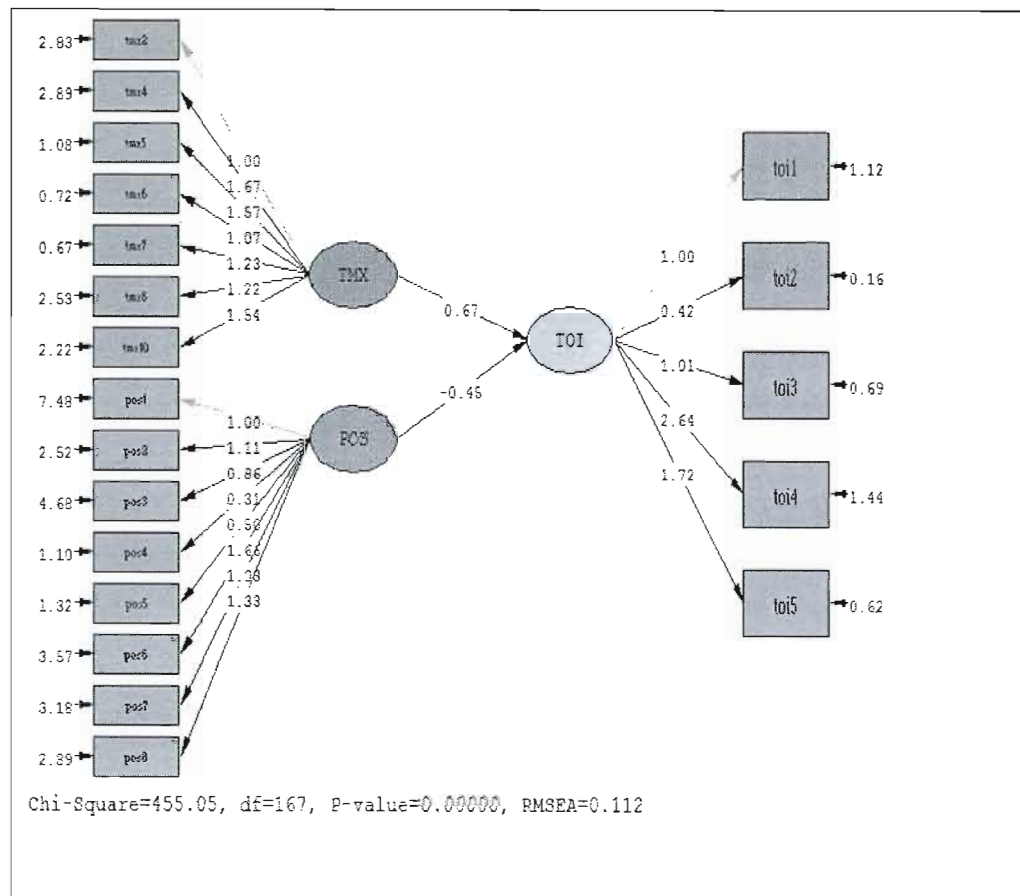 2.83 tmx2
2.89 tmx4
1.08 tmx5
0.72 tmx6
0.67 tmx7
2.53
2.22 tmx10
7.48 pos1
2.52 pos2
4.68 pos3
1.10 pos4
1.32 pos5
3.57 pos6
3.18 pos7
2.39 pos8
1.00
1.67
1.57
1.07
1.23
1.22
1.54
TMX
1.00
1.11
0.86
0.31
1.66
1.33
POS
0.67
TOI
1.00
0.42
1.01
2.64
1.72
toi1 1.12
toi2 0.16
toi3 0.69
toi4 1.44
toi5 0.62
Chi-Square=455.05, df=167, P-value=0.00000, RMSEA=0.112